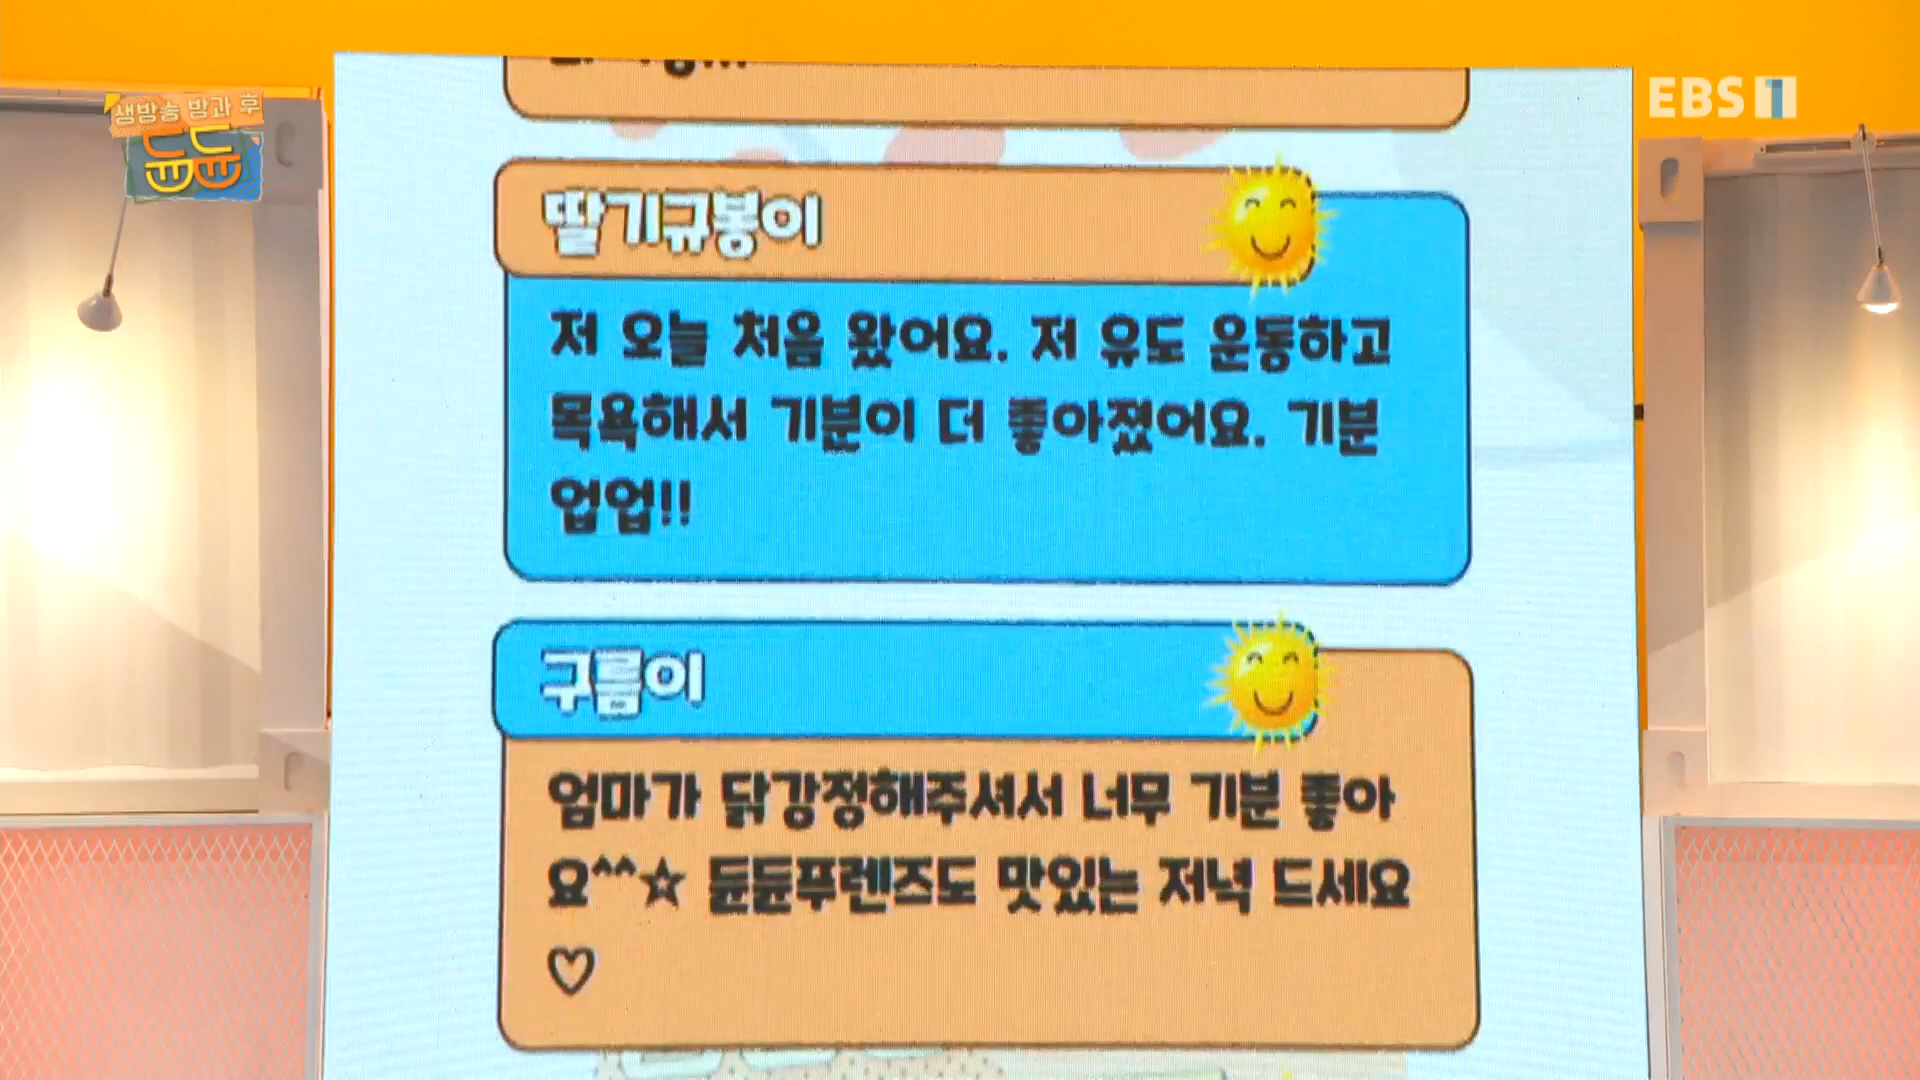 생방송 방과 후
듄듄
EBS 1
딸기규봉이
저 오늘 처음 왔어요. 저 유도 운동하고
목욕해서 기분이 더 좋아졌어요. 기분
업업!!
구름이
엄마가 닭강정해주셔서 너무 기분 좋아
요^^☆ 듄듄푸렌즈도 맛있는 저녁 드세요
♡